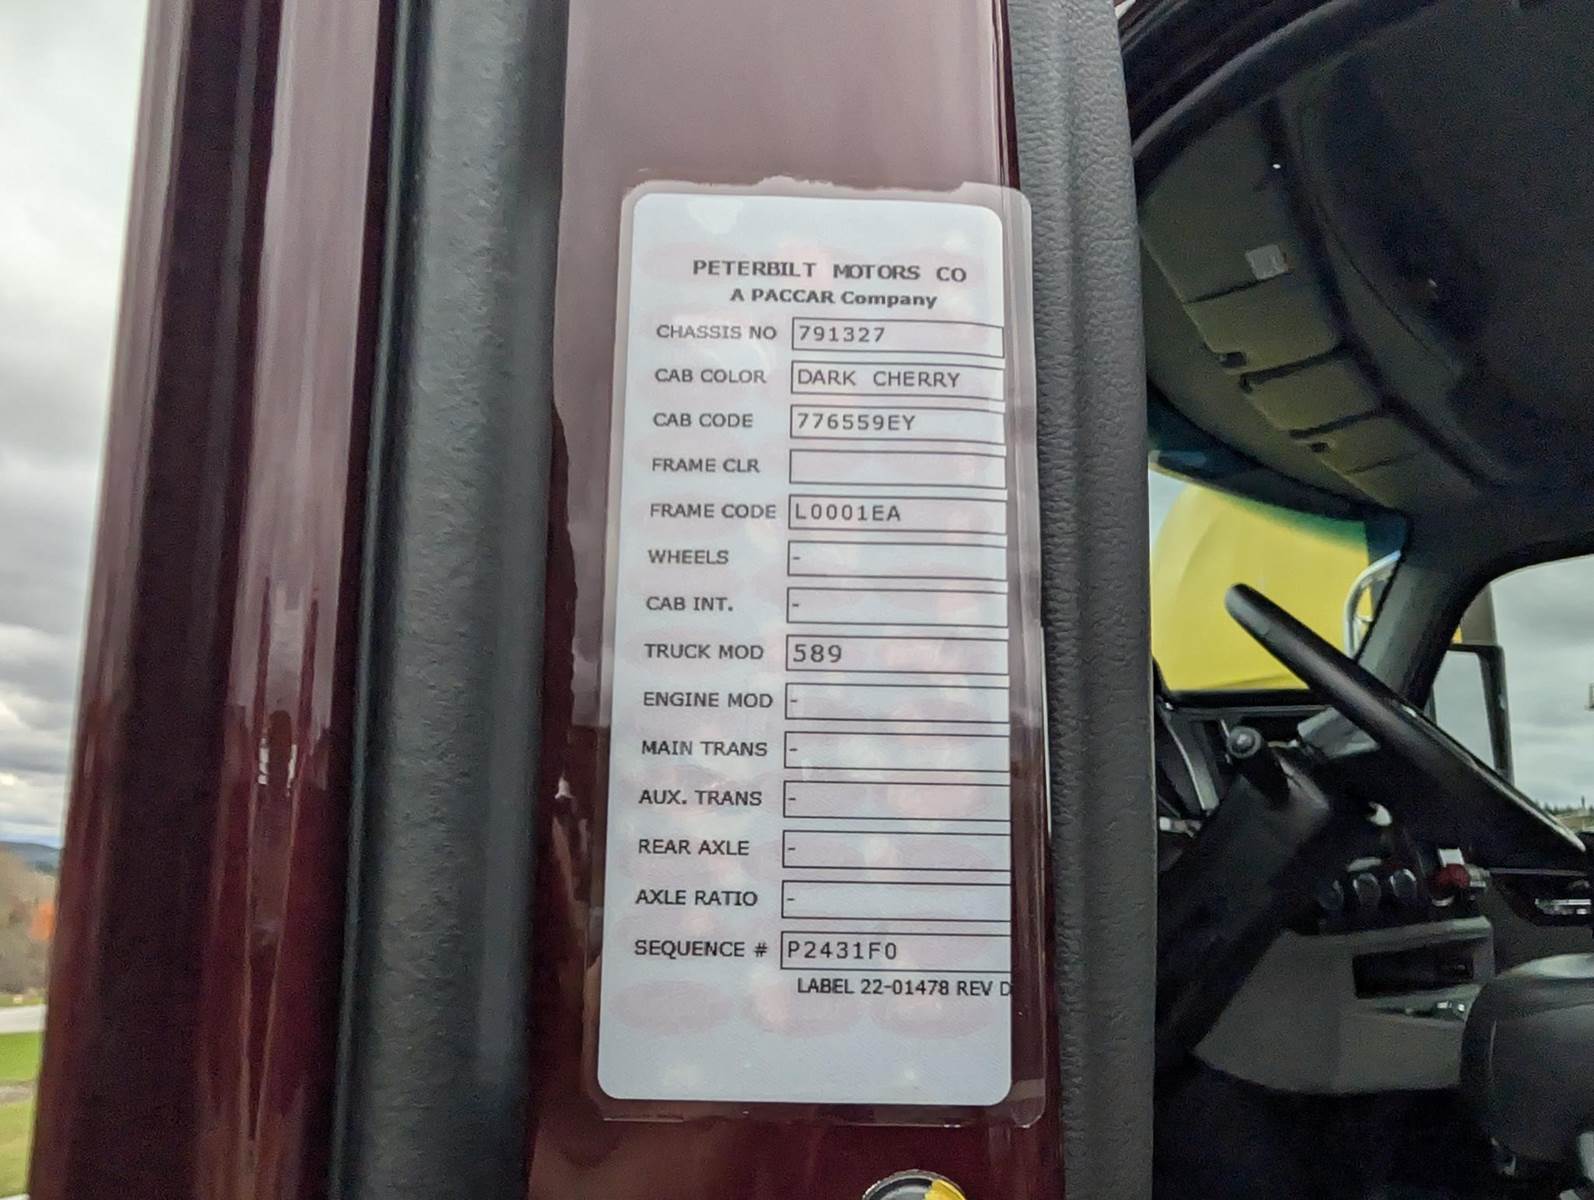 PETERBILT MOTORS CO
A PACCAR Company
CHASSIS NO 791327
CAB COLOR DARK CHERRY
CAB CODE 776559EY
FRAME CLR
FRAME CODE L0001EA
WHEELS -
CAB INT. -
TRUCK MOD 589
ENGINE MOD -
MAIN TRANS -
AUX. TRANS -
REAR AXLE -
AXLE RATIO -
SEQUENCE # P2431F0
LABEL 22-01478 REV D